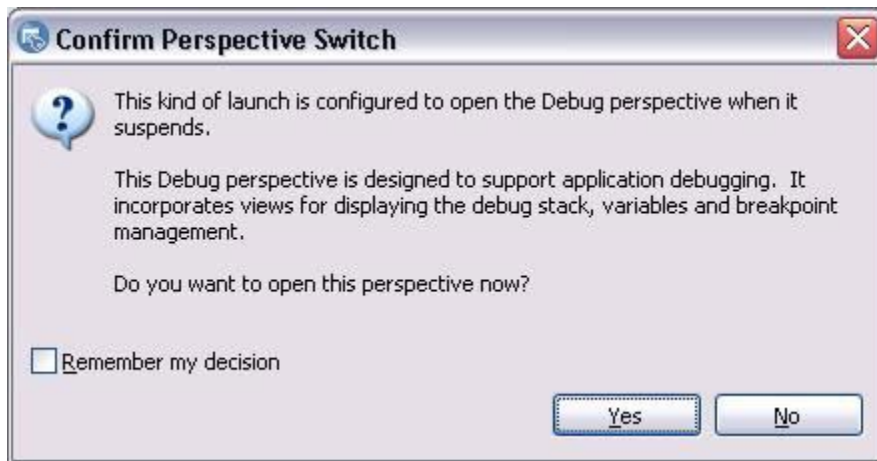 Confirm Perspective Switch
This kind of launch is configured to open the Debug perspective when it
suspends.
This Debug perspective is designed to support application debugging. It
incorporates views for displaying the debug stack, variables and breakpoint
management.
Do you want to open this perspective now?
Remember my decision
Yes No